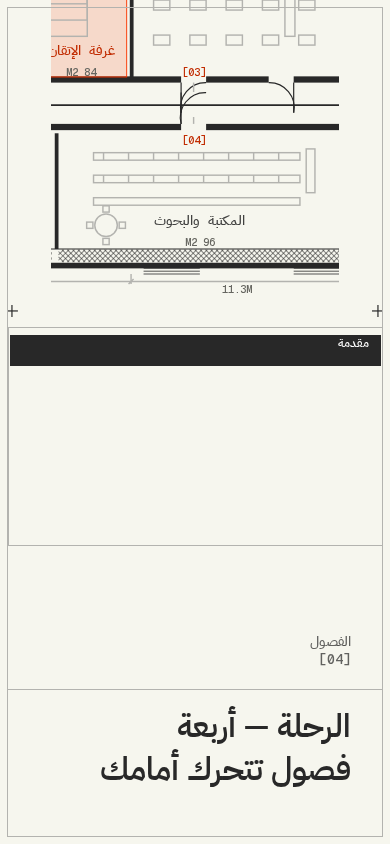 غرفة الإتقان
M2 84
[03]
[04]
المكتبة والبحوث
M2 96
11.3M
مقدمة
الفصول
[04]
الرحلة — أربعة
فصول تتحرك أمامك